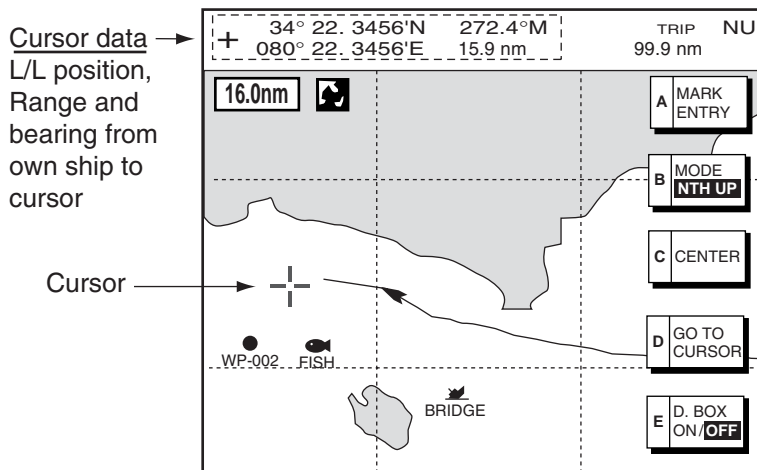 Cursor data
L/L position,
Range and
bearing from
own ship to
cursor
Cursor
+ 34° 22. 3456'N 272.4°M
080° 22. 3456'E 15.9 nm
TRIP
99.9 nm
NU
16.0nm
A MARK
ENTRY
B MODE
NTH UP
C CENTER
D GO TO
CURSOR
E D. BOX
ON/OFF
WP-002
FISH
BRIDGE